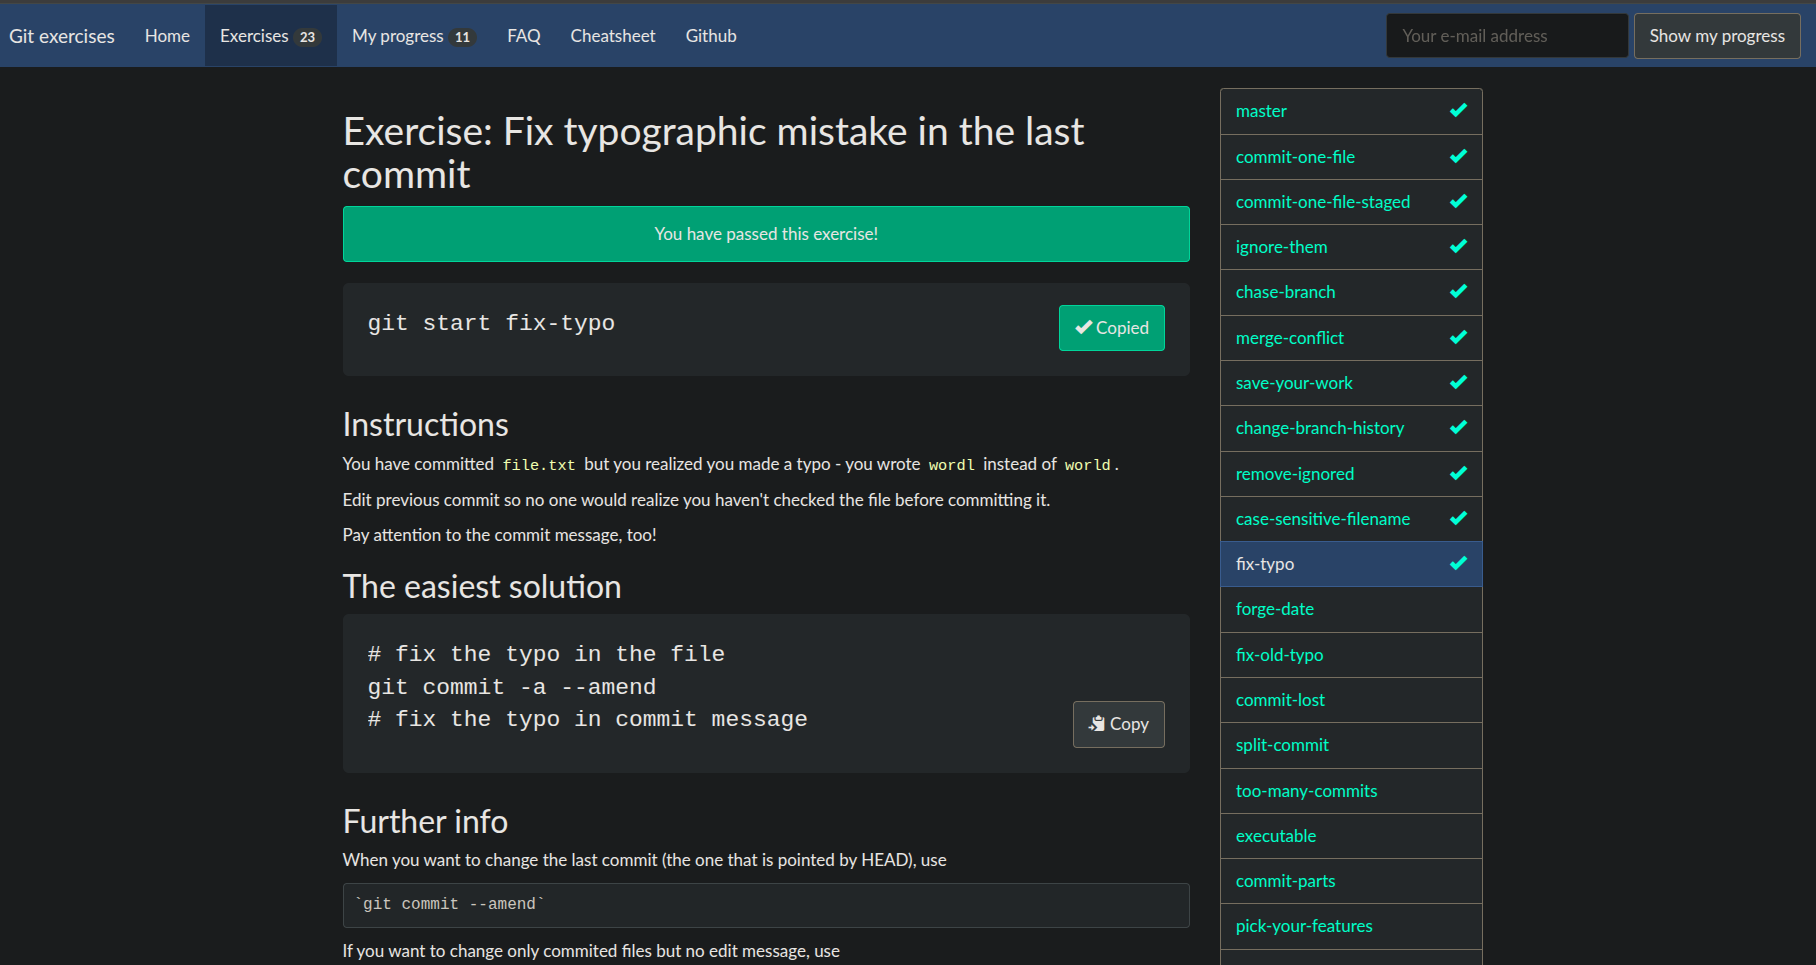 Git exercises Home Exercises 23 My progress 11 FAQ Cheatsheet Github Your e-mail address Show my progress
Exercise: Fix typographic mistake in the last
commit
You have passed this exercise!
git start fix-typo
Copied
Instructions
You have committed file.txt but you realized you made a typo - you wrote wordl instead of world.
Edit previous commit so no one would realize you haven't checked the file before committing it.
Pay attention to the commit message, too!
The easiest solution
# fix the typo in the file
git commit -a --amend
# fix the typo in commit message
Copy
Further info
When you want to change the last commit (the one that is pointed by HEAD), use
`git commit --amend`
If you want to change only commited files but no edit message, use
master
commit-one-file
commit-one-file-staged
ignore-them
chase-branch
merge-conflict
save-your-work
change-branch-history
remove-ignored
case-sensitive-filename
fix-typo
forge-date
fix-old-typo
commit-lost
split-commit
too-many-commits
executable
commit-parts
pick-your-features